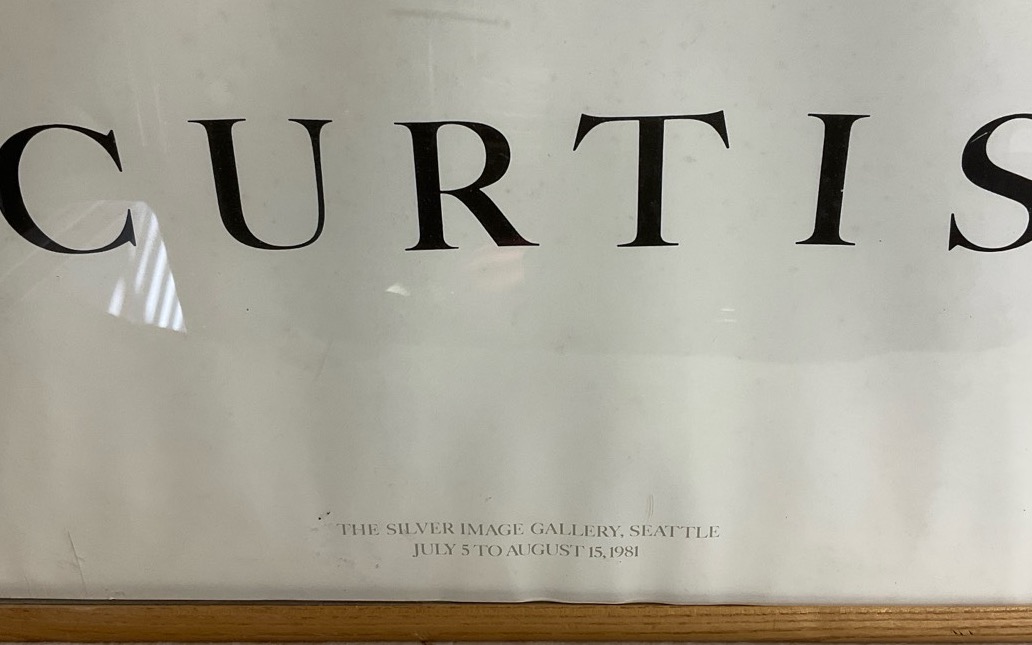 CURTIS
THE SILVER IMAGE GALLERY, SEATTLE
JULY 5 TO AUGUST 15, 1981